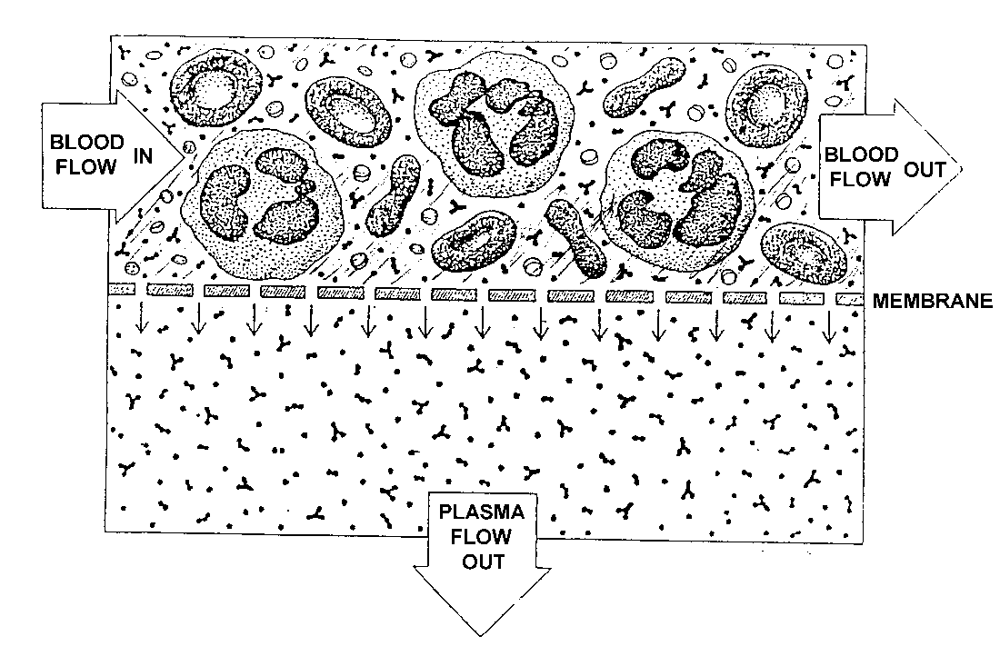 BLOOD
FLOW IN
BLOOD
FLOW OUT
MEMBRANE
PLASMA
FLOW
OUT